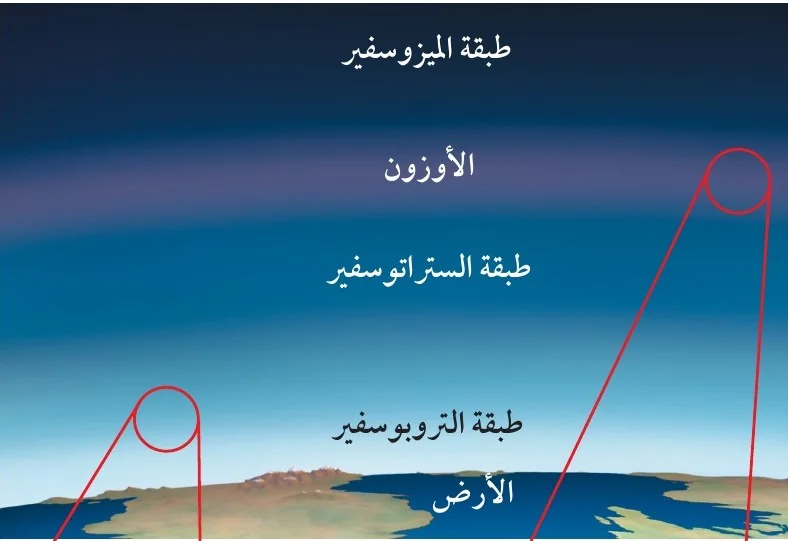 طبقة الميزوسفير
الأوزون
طبقة الستراتوسفير
طبقة التروبوسفير
الأرض